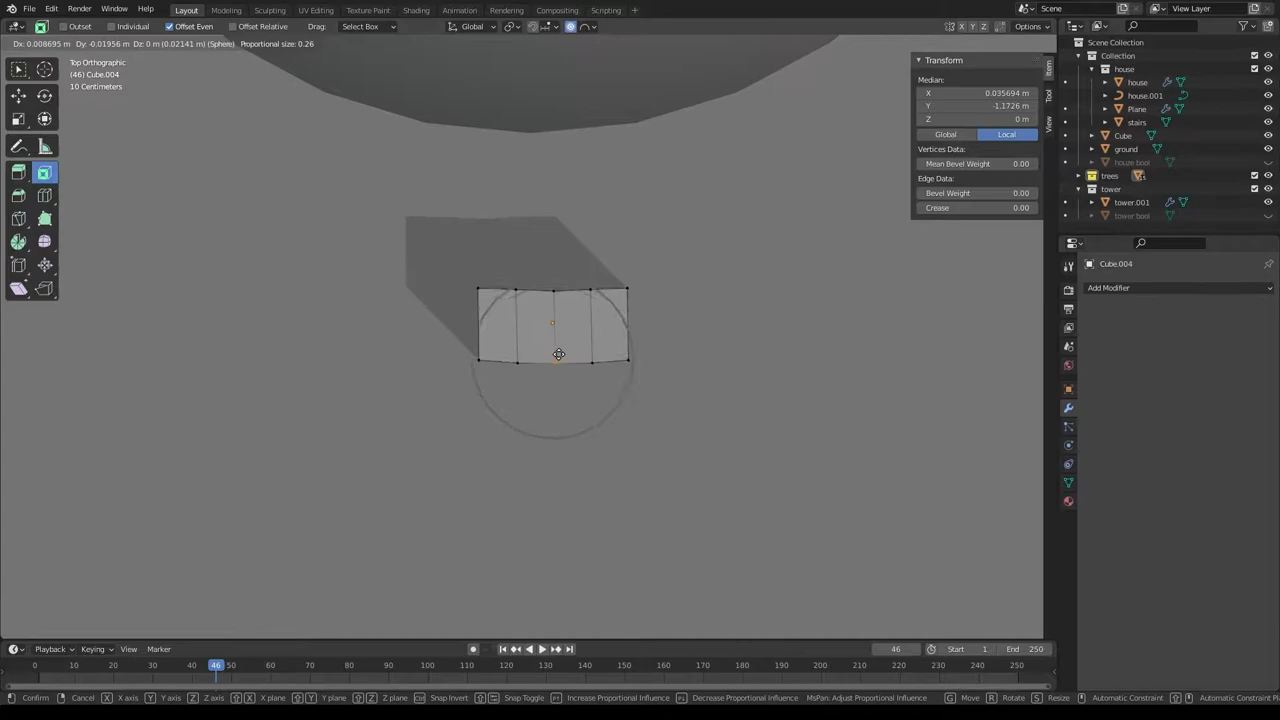 File Edit Render Window Help Layout Modeling Sculpting UV Editing Texture Paint Shading Animation Rendering Compositing Scripting + Scene View Layer
Outset Individual Offset Even Offset Relative Drag: Select Box Global X Y Z Options
Dx: 0.008695 m Dy: -0.01956 m Dz: 0 m (0.02141 m) (Sphere) Proportional size: 0.26
Top Orthographic
(46) Cube.004
10 Centimeters
Transform
Median:
X 0.035694 m
Y -1.1726 m
Z 0 m
Global Local
Vertices Data:
Mean Bevel Weight 0.00
Edge Data:
Bevel Weight 0.00
Crease 0.00
Item
Tool
View
Scene Collection
Collection
house
house
house.001
Plane
stairs
Cube
ground
houze bool
trees
tower
tower.001
tower bool
Cube.004
Add Modifier
Playback Keying View Marker 46 Start 1 End 250
0 10 20 30 40 46 50 60 70 80 90 100 110 120 130 140 150 160 170 180 190 200 210 220 230 240 250
Confirm Cancel X X axis Y Y axis Z Z axis X X plane Y Y plane Z Z plane Snap Invert Snap Toggle Increase Proportional Influence Decrease Proportional Influence MsPan: Adjust Proportional Influence G Move R Rotate S Resize Automatic Constraint Automatic Constraint